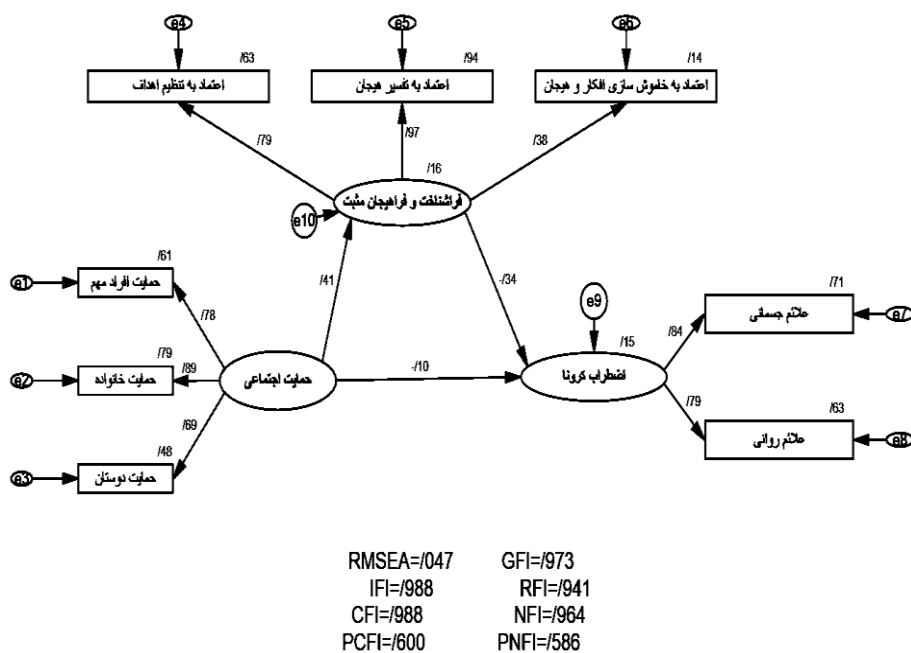 e4
e5
e6
/63
/94
/14
اعتماد به تنظیم اهداف
اعتماد به تفسیر هیجان
اعتماد به خاموش سازی افکار و هیجان
/79
/97
/38
/16
فراشناخت و فراهیجان مثبت
e10
/61
e1
حمایت افراد مهم
/41
-/34
/71
/78
e9
علائم جسمانی
e7
/79
/89
/15
/84
e2
حمایت خانواده
حمایت اجتماعی
-/10
اضطراب کرونا
/69
/79
/63
/48
علائم روانی
e8
e3
حمایت دوستان
RMSEA=/047 GFI=/973
IFI=/988 RFI=/941
CFI=/988 NFI=/964
PCFI=/600 PNFI=/586